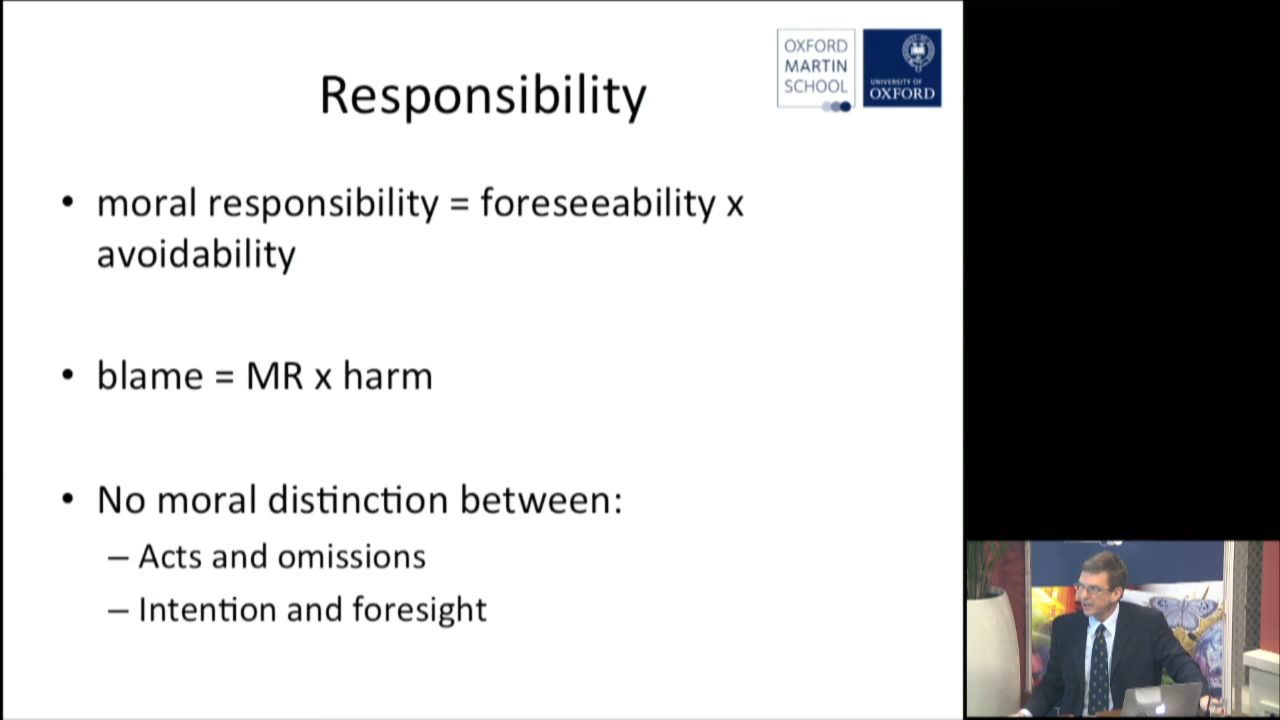 OXFORD
MARTIN
SCHOOL
UNIVERSITY OF
OXFORD
Responsibility
• moral responsibility = foreseeability x
avoidability
• blame = MR x harm
• No moral distinction between:
– Acts and omissions
– Intention and foresight